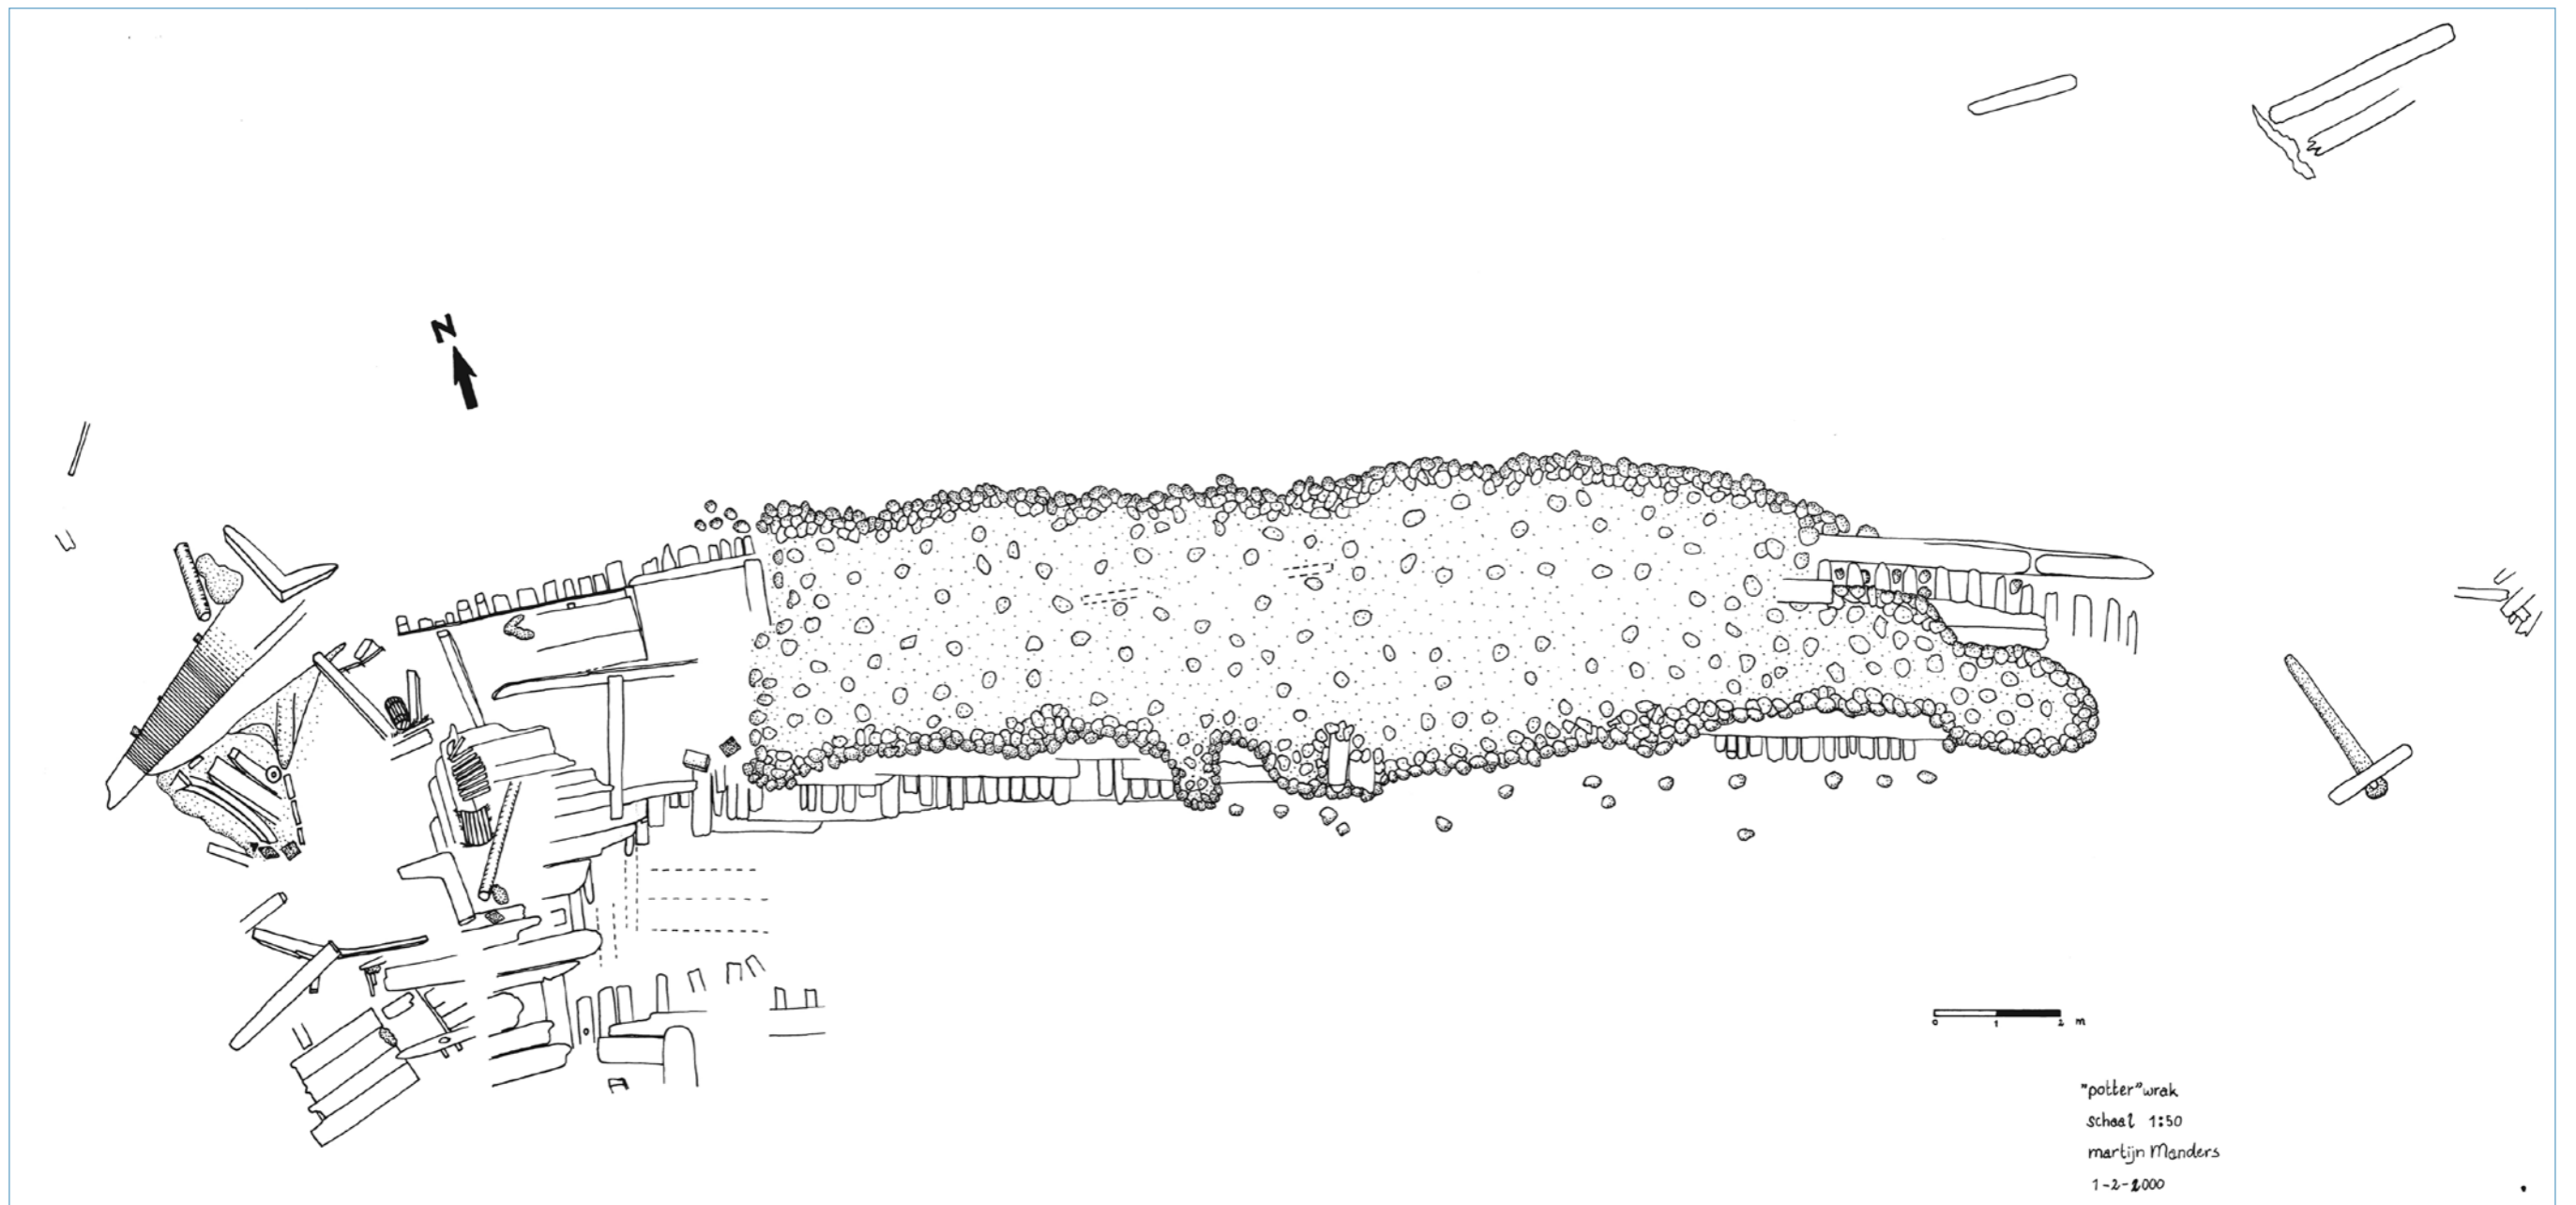 N
0 1 2 m
"potter" wrak
schaal 1:50
martijn Manders
1-2-2000